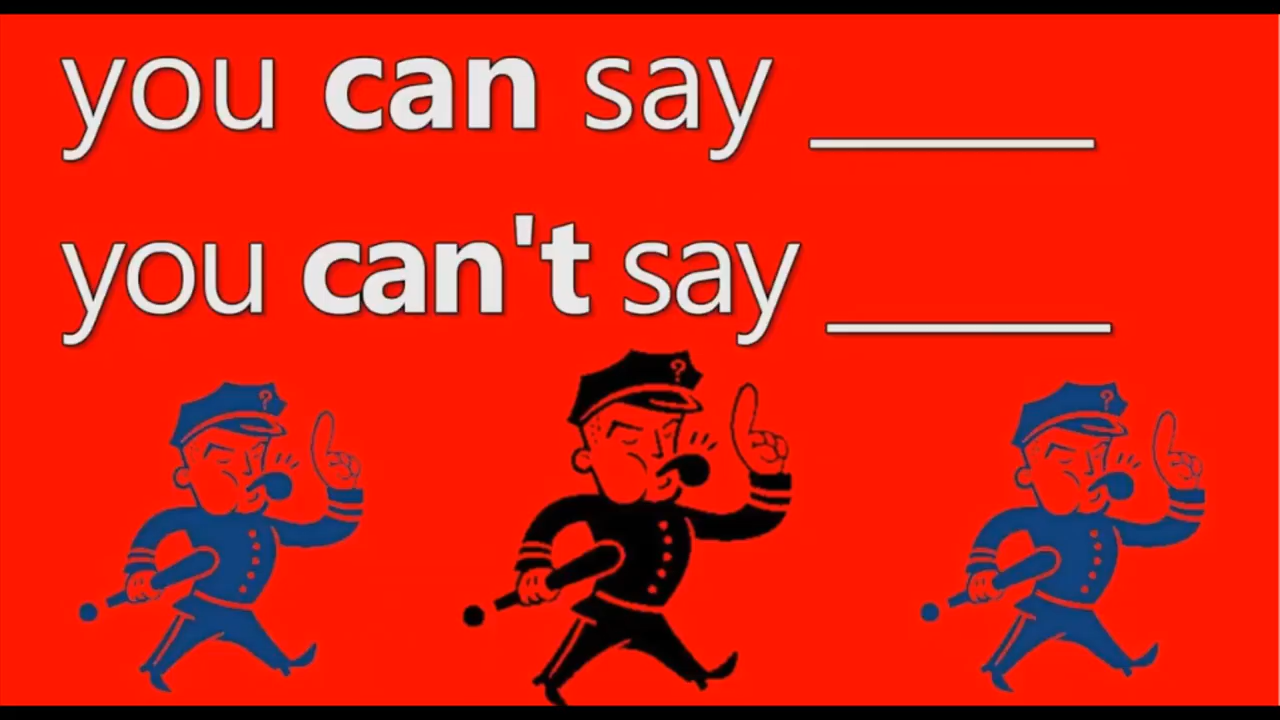 you can say _____
you can't say _____
?
? ?